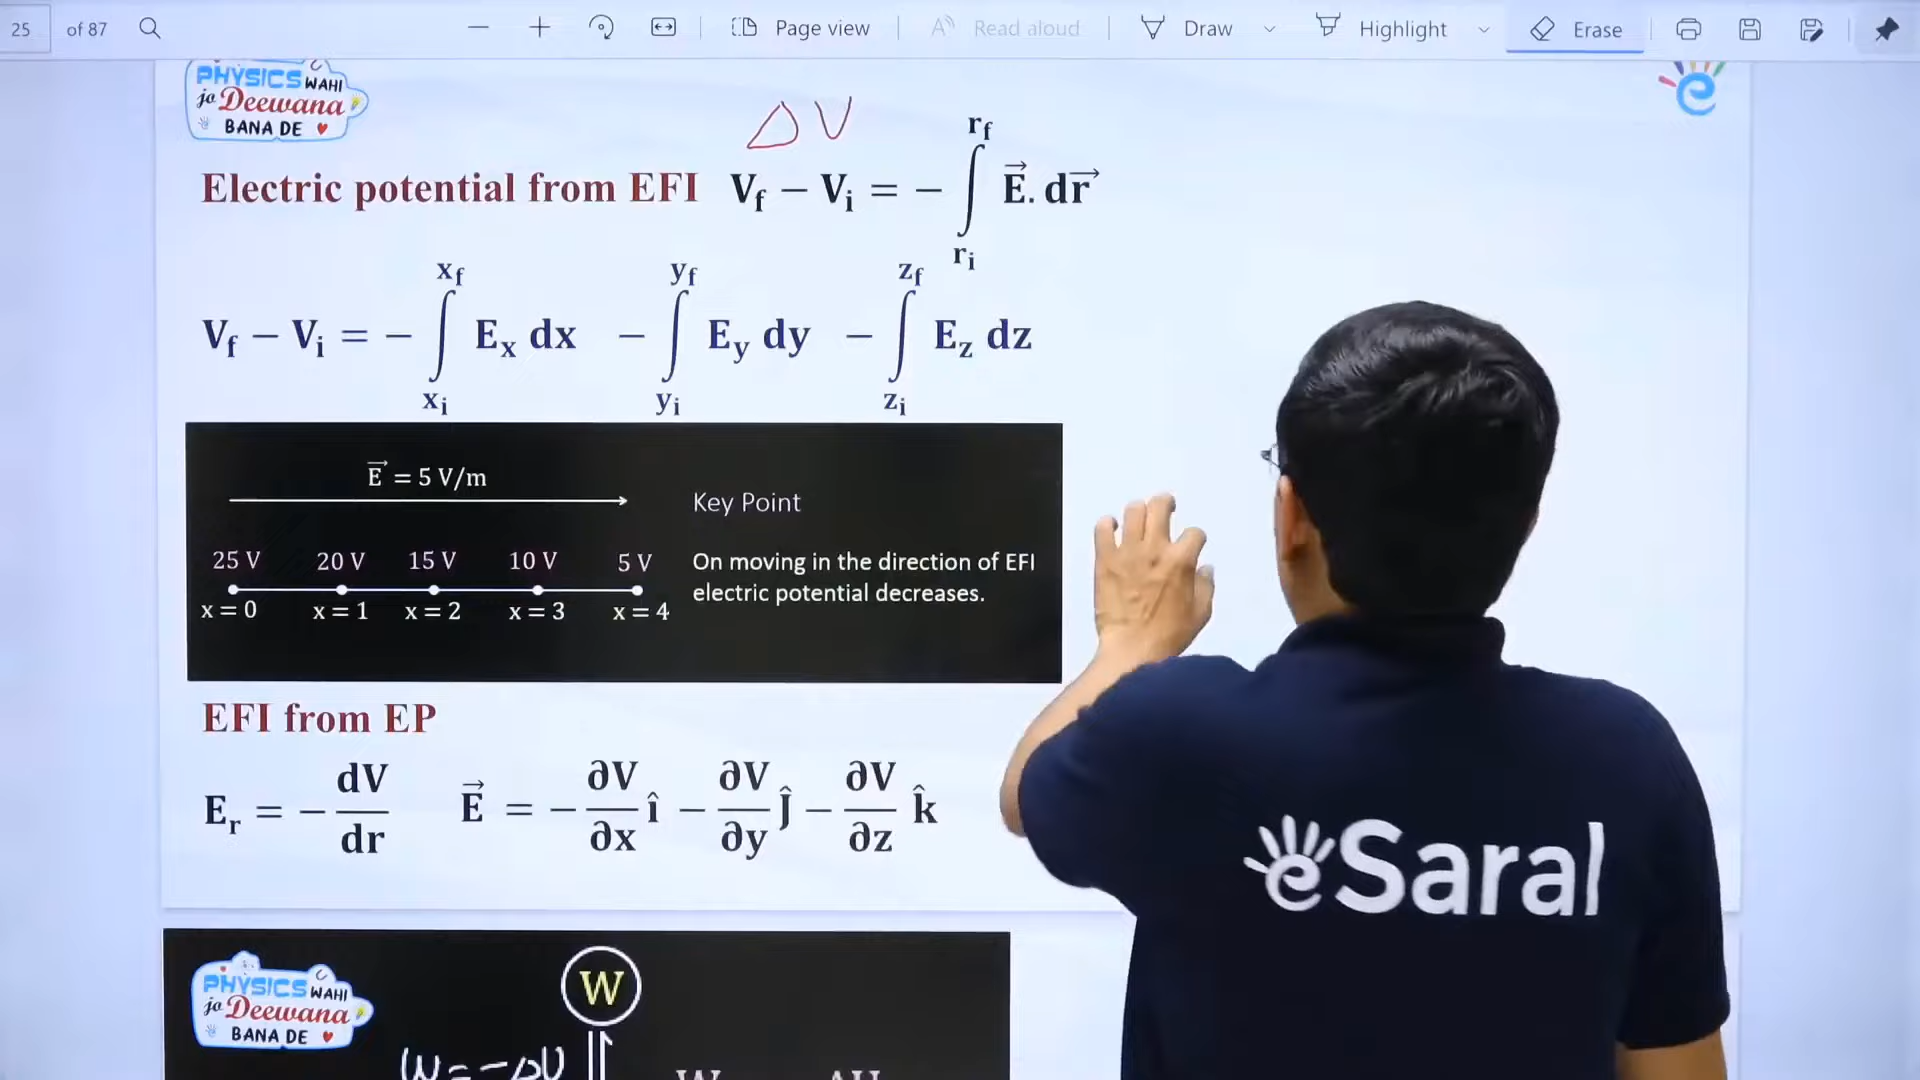 25 of 87 Page view Read aloud Draw Highlight Erase
PHYSICS WAHI
jo Deewana
BANA DE
ΔV
Electric potential from EFI V_f − V_i = − ∫_{r_i}^{r_f} E⃗. dr⃗
V_f − V_i = − ∫_{x_i}^{x_f} E_x dx − ∫_{y_i}^{y_f} E_y dy − ∫_{z_i}^{z_f} E_z dz
E⃗ = 5 V/m
25 V 20 V 15 V 10 V 5 V
x = 0 x = 1 x = 2 x = 3 x = 4
Key Point
On moving in the direction of EFI
electric potential decreases.
EFI from EP
E_r = − dV/dr E⃗ = − ∂V/∂x î − ∂V/∂y ĵ − ∂V/∂z k̂
eSaral
PHYSICS WAHI
jo Deewana
BANA DE
W
W = −ΔU
W ΔU